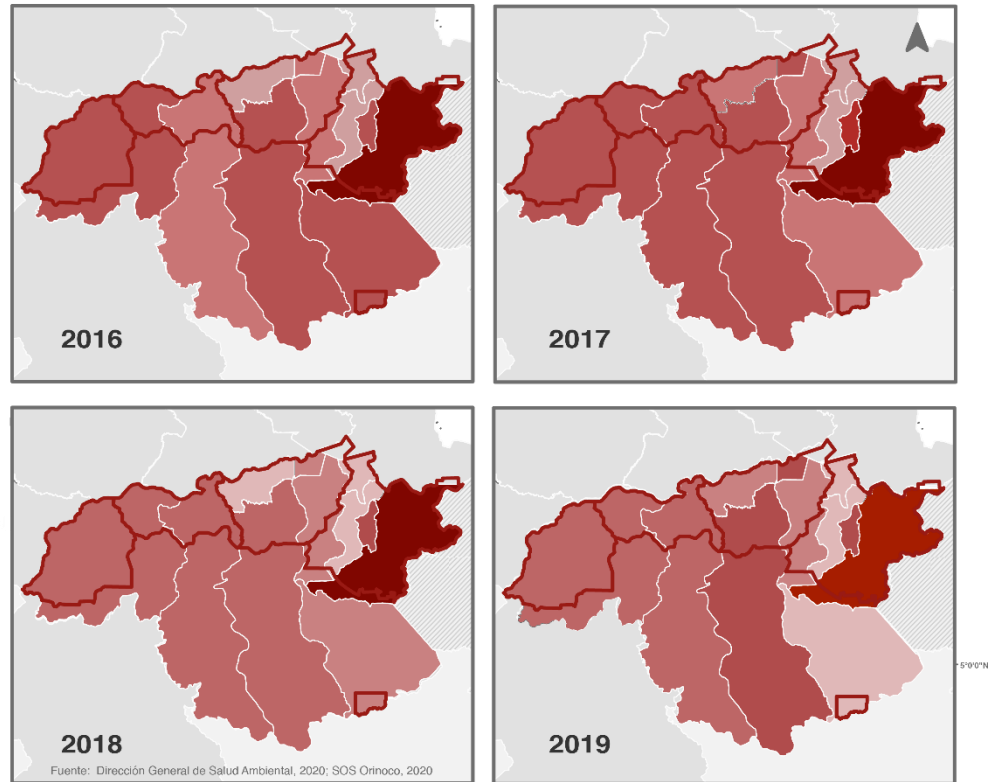 2016
2017
2018
Fuente: Dirección General de Salud Ambiental, 2020; SOS Orinoco, 2020
2019
5°0'0"N